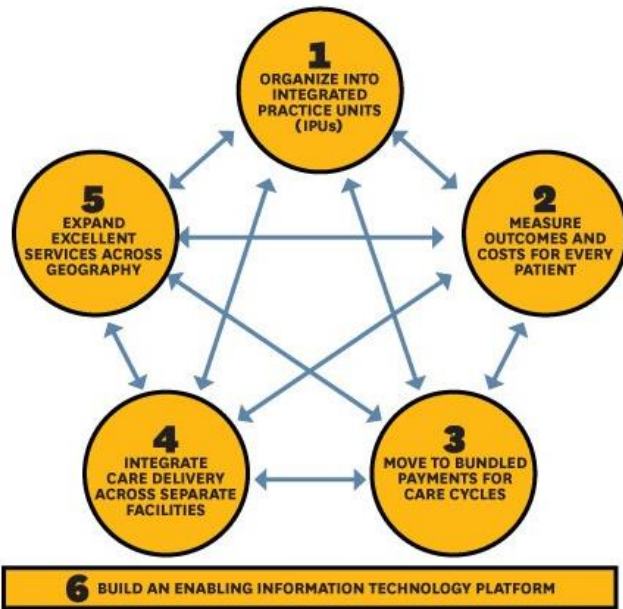 1
ORGANIZE INTO
INTEGRATED
PRACTICE UNITS
(IPUs)
2
MEASURE
OUTCOMES AND
COSTS FOR EVERY
PATIENT
3
MOVE TO BUNDLED
PAYMENTS FOR
CARE CYCLES
4
INTEGRATE
CARE DELIVERY
ACROSS SEPARATE
FACILITIES
5
EXPAND
EXCELLENT
SERVICES ACROSS
GEOGRAPHY
6 BUILD AN ENABLING INFORMATION TECHNOLOGY PLATFORM